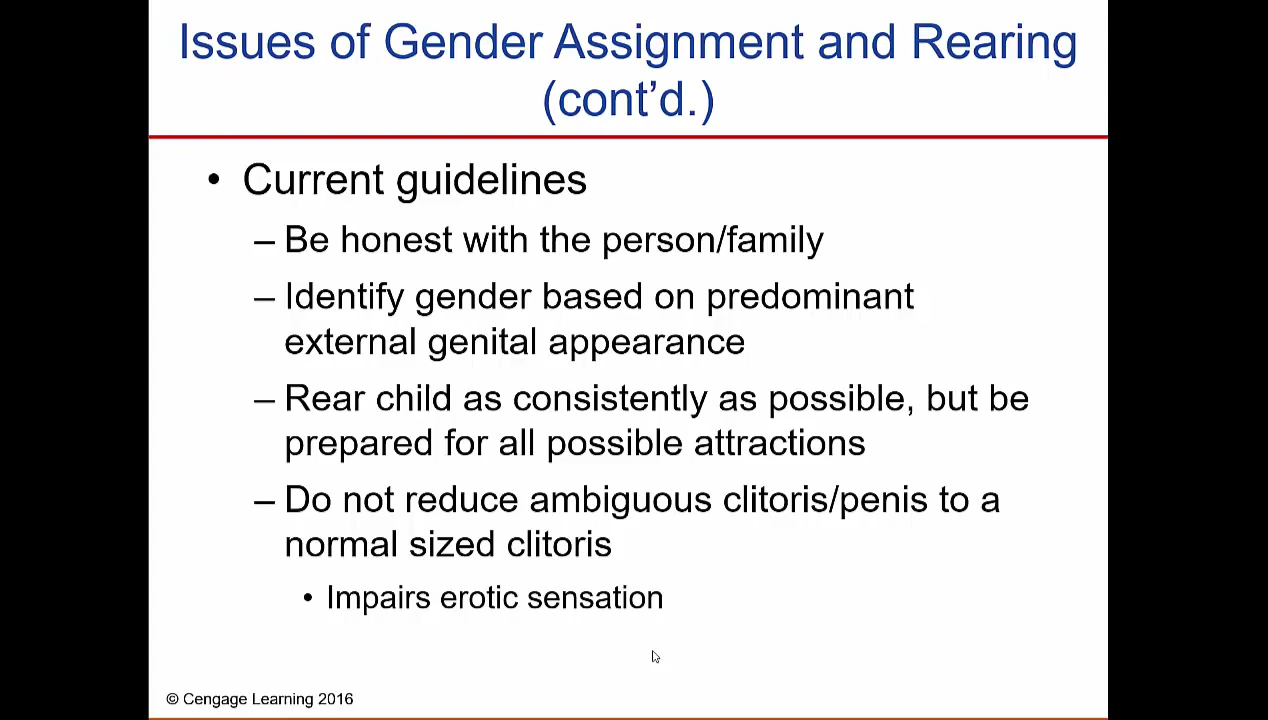 Issues of Gender Assignment and Rearing
(cont’d.)
• Current guidelines
– Be honest with the person/family
– Identify gender based on predominant
external genital appearance
– Rear child as consistently as possible, but be
prepared for all possible attractions
– Do not reduce ambiguous clitoris/penis to a
normal sized clitoris
• Impairs erotic sensation
© Cengage Learning 2016